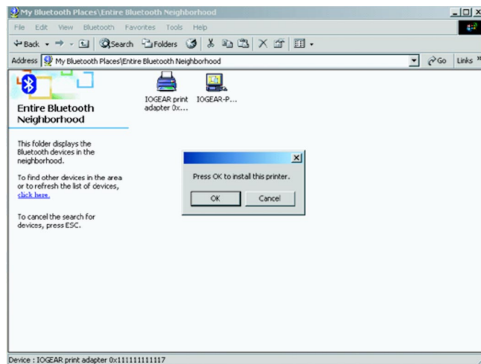 My Bluetooth Places\Entire Bluetooth Neighborhood
File Edit View Bluetooth Favorites Tools Help
Back Search Folders
Address My Bluetooth Places\Entire Bluetooth Neighborhood Go Links »
IOGEAR print adapter 0x...
IOGEAR-P...
Entire Bluetooth
Neighborhood
This folder displays the
Bluetooth devices in the
neighborhood.
To find other devices in the area
or to refresh the list of devices,
click here.
To cancel the search for
devices, press ESC.
Press OK to install this printer.
OK Cancel
Device : IOGEAR print adapter 0x111111111117